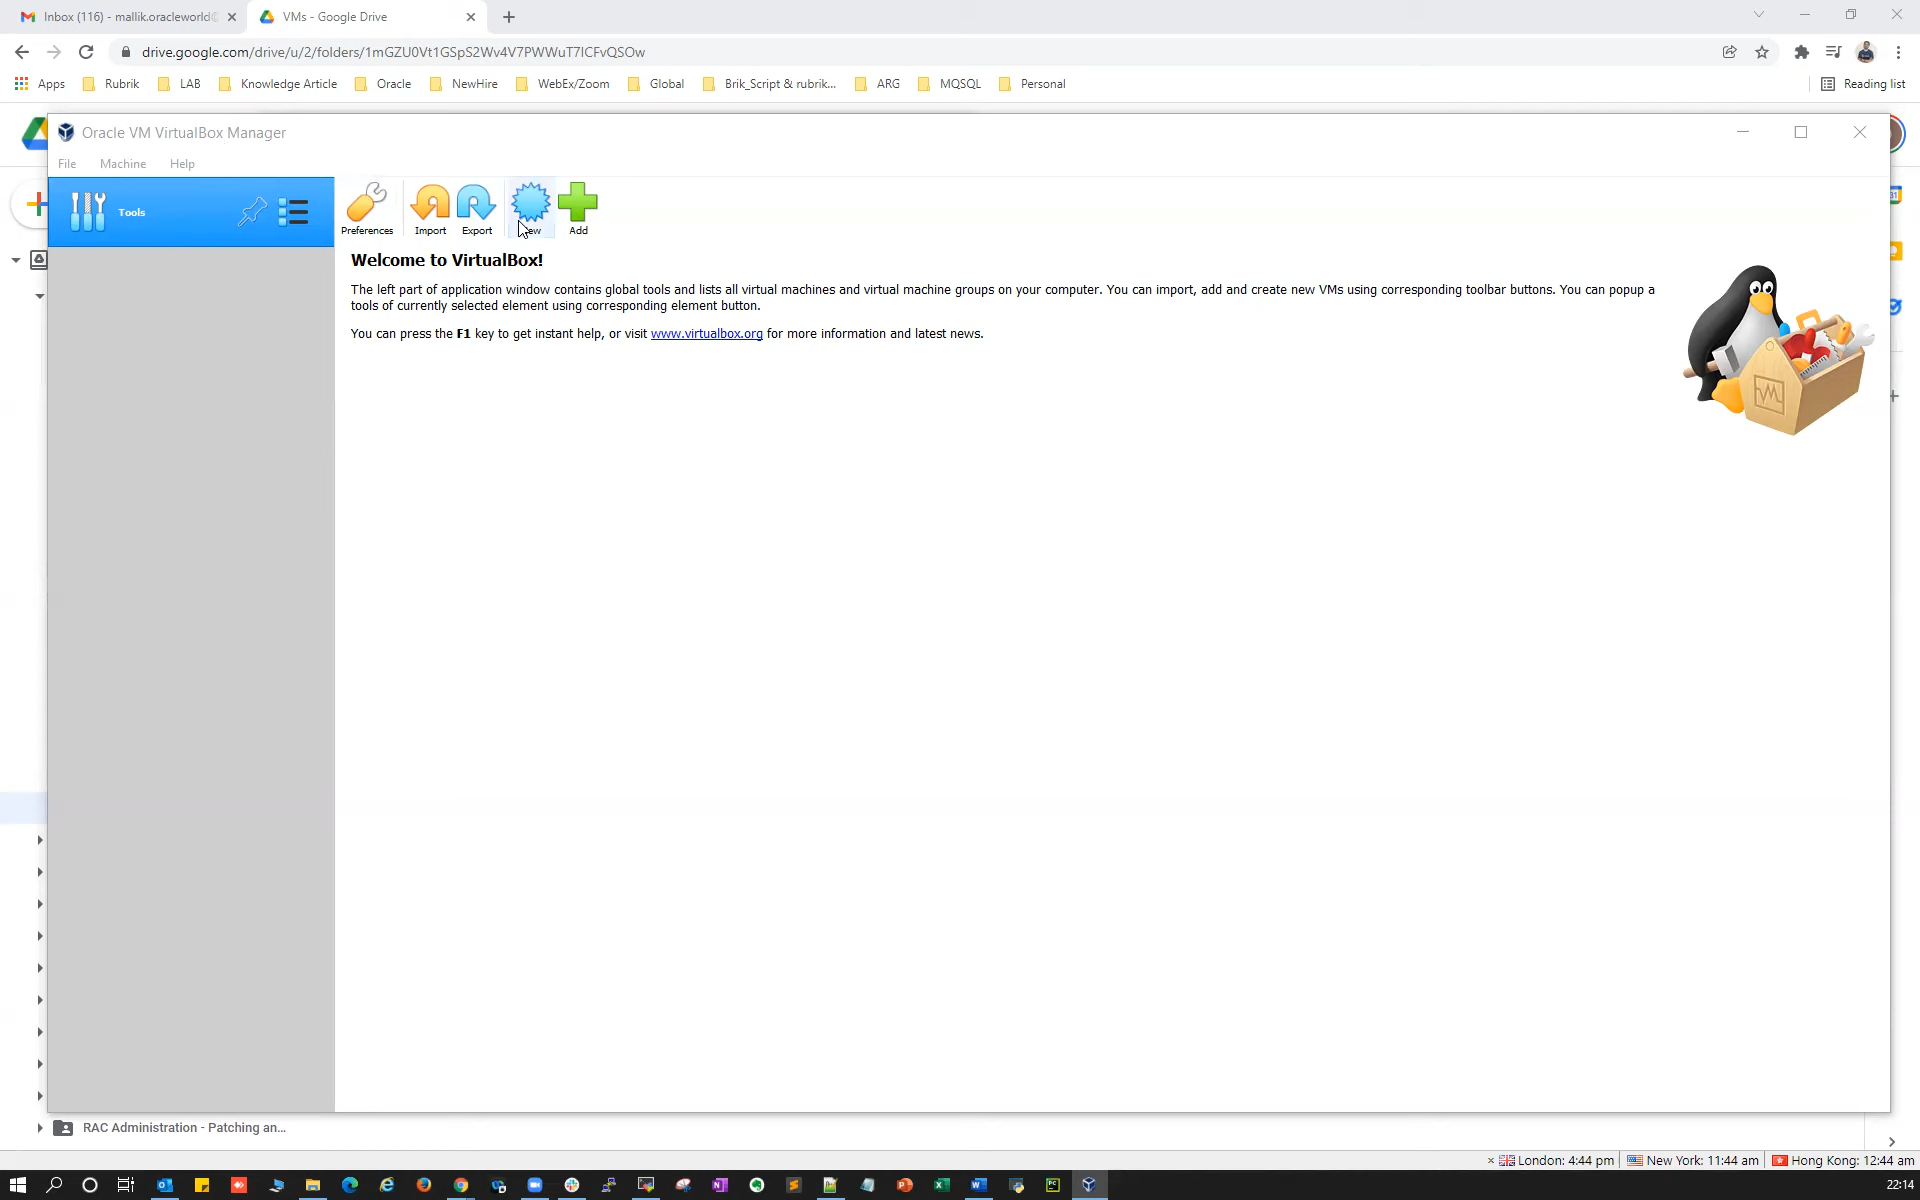 Inbox (116) - mallik.oracleworld@
VMs - Google Drive
drive.google.com/drive/u/2/folders/1mGZU0Vt1GSpS2Wv4V7PWWuT7ICFvQSOw
Apps
Rubrik
LAB
Knowledge Article
Oracle
NewHire
WebEx/Zoom
Global
Brik_Script & rubrik...
ARG
MQSQL
Personal
Reading list
Oracle VM VirtualBox Manager
File
Machine
Help
Tools
Preferences
Import
Export
Add
Welcome to VirtualBox!
The left part of application window contains global tools and lists all virtual machines and virtual machine groups on your computer. You can import, add and create new VMs using corresponding toolbar buttons. You can popup a
tools of currently selected element using corresponding element button.
You can press the F1 key to get instant help, or visit www.virtualbox.org for more information and latest news.
RAC Administration - Patching an...
London: 4:44 pm
New York: 11:44 am
Hong Kong: 12:44 am
22:14